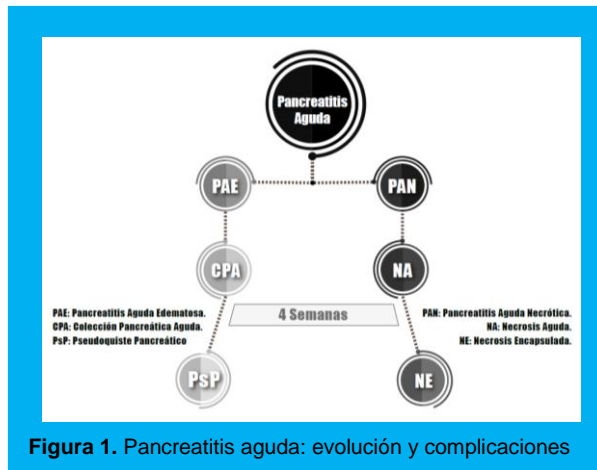 Pancreatitis
Aguda
PAE
PAN
CPA
NA
PAE: Pancreatitis Aguda Edematosa.
CPA: Colección Pancreática Aguda.
PsP: Pseudoquiste Pancreático
4 Semanas
PAN: Pancreatitis Aguda Necrótica.
NA: Necrosis Aguda.
NE: Necrosis Encapsulada.
PsP
NE
Figura 1. Pancreatitis aguda: evolución y complicaciones